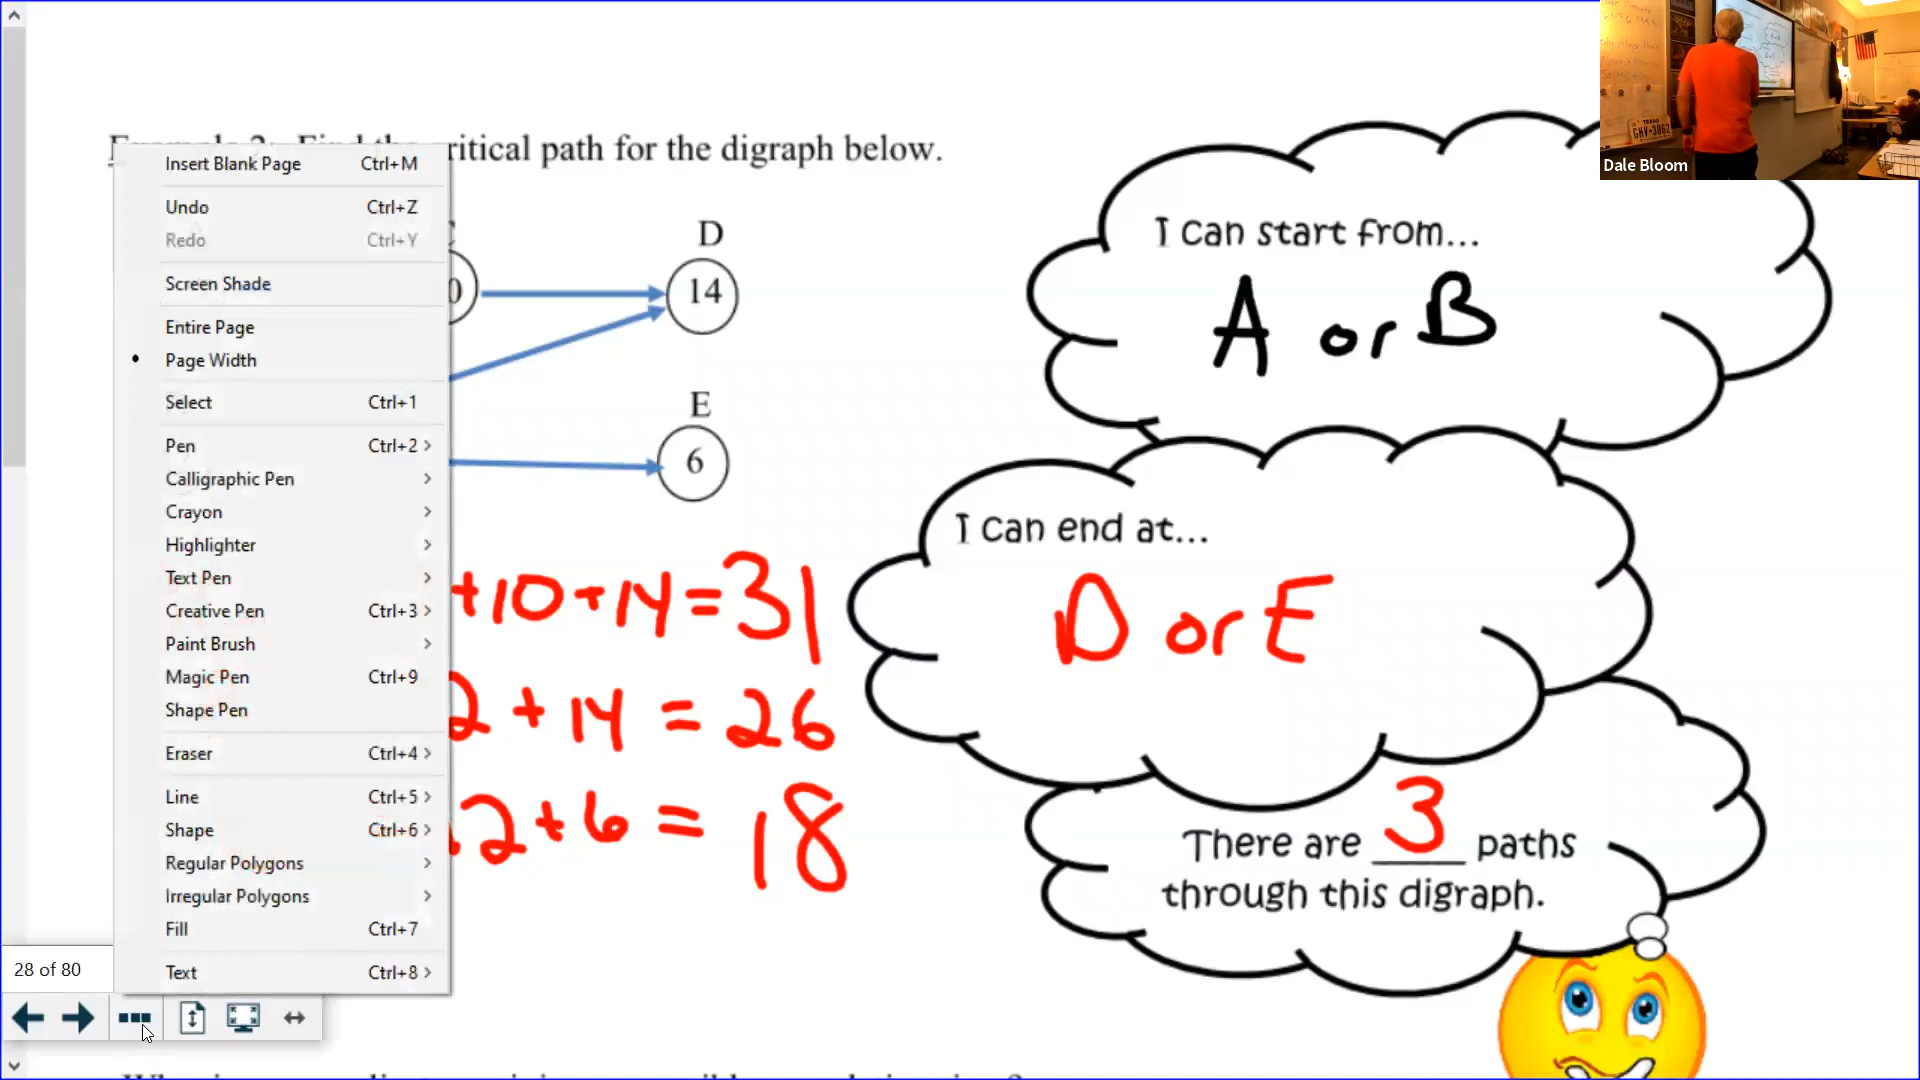 critical path for the digraph below.
Insert Blank Page Ctrl+M
Undo Ctrl+Z
Redo Ctrl+Y
Screen Shade
Entire Page
Page Width
Select Ctrl+1
Pen Ctrl+2
Calligraphic Pen
Crayon
Highlighter
Text Pen
Creative Pen Ctrl+3
Paint Brush
Magic Pen Ctrl+9
Shape Pen
Eraser Ctrl+4
Line Ctrl+5
Shape Ctrl+6
Regular Polygons
Irregular Polygons
Fill Ctrl+7
Text Ctrl+8
28 of 80
D
14
E
6
+10+14=31
2 + 14 = 26
2+6 = 18
I can start from...
A or B
I can end at...
D or E
There are 3 paths
through this digraph.
TEXAS
GHV-3062
Dale Bloom